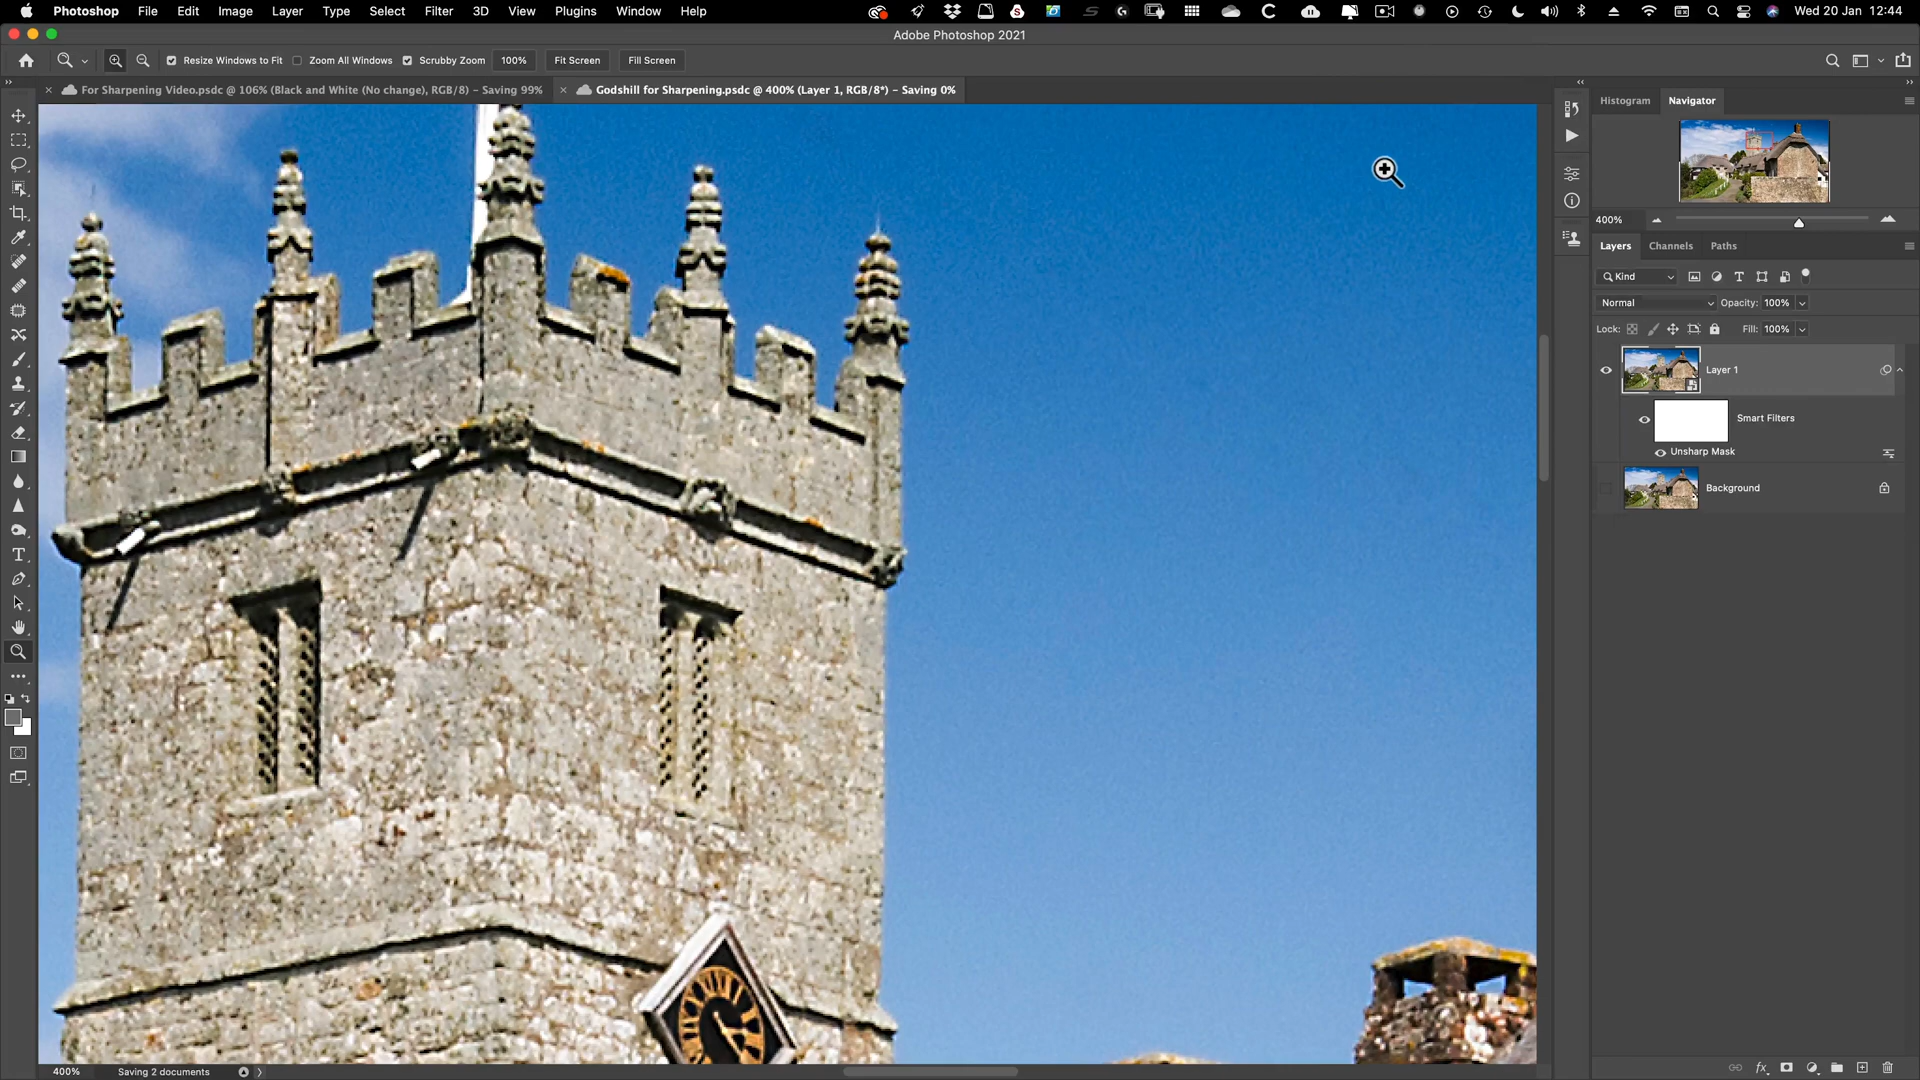 Photoshop File Edit Image Layer Type Select Filter 3D View Plugins Window Help Wed 20 Jan 12:44
Adobe Photoshop 2021
Resize Windows to Fit Zoom All Windows Scrubby Zoom 100% Fit Screen Fill Screen
For Sharpening Video.psdc @ 106% (Black and White (No change), RGB/8) – Saving 99% Godshill for Sharpening.psdc @ 400% (Layer 1, RGB/8*) – Saving 0%
Histogram Navigator
400%
Layers Channels Paths
Kind
Normal Opacity: 100%
Lock: Fill: 100%
Layer 1
Smart Filters
Unsharp Mask
Background
400% Saving 2 documents